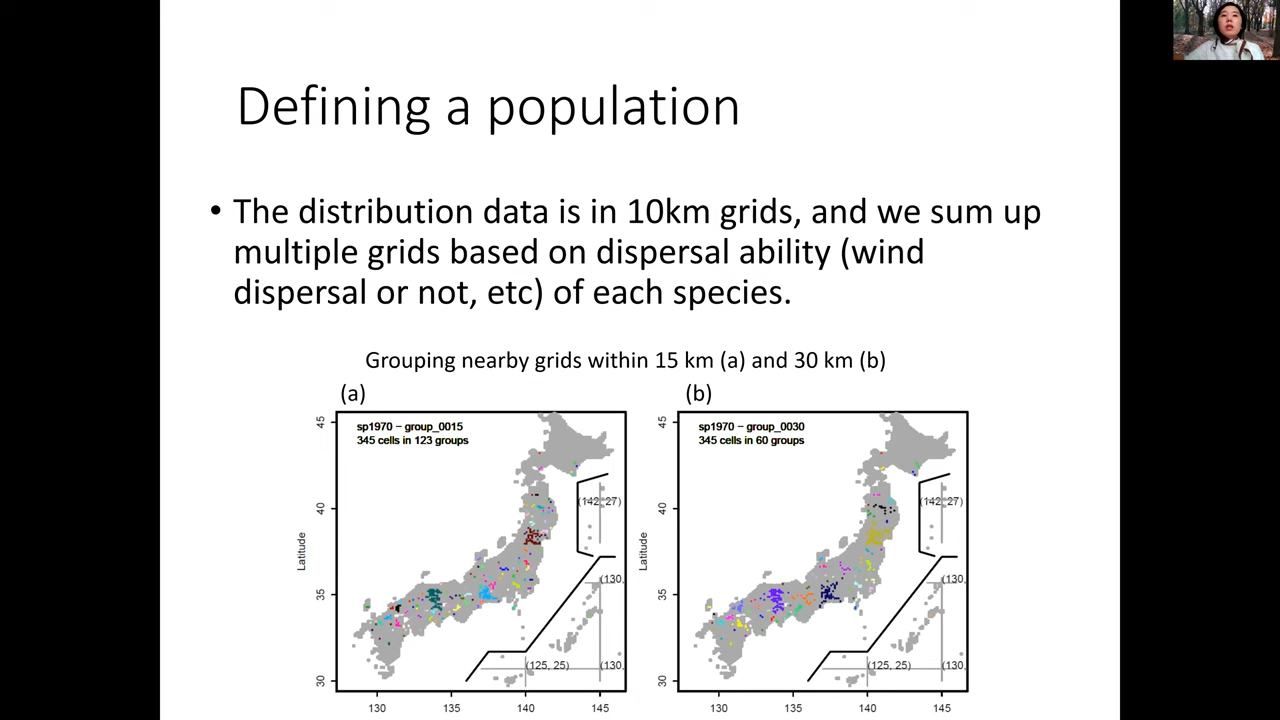 Defining a population
• The distribution data is in 10km grids, and we sum up
multiple grids based on dispersal ability (wind
dispersal or not, etc) of each species.
Grouping nearby grids within 15 km (a) and 30 km (b)
(a)
sp1970 − group_0015
345 cells in 123 groups
Latitude
45
40
35
30
130
135
140
145
(142, 27)
(130,
(125, 25)
(130,
(b)
sp1970 − group_0030
345 cells in 60 groups
Latitude
45
40
35
30
130
135
140
145
(142, 27)
(130,
(125, 25)
(130,